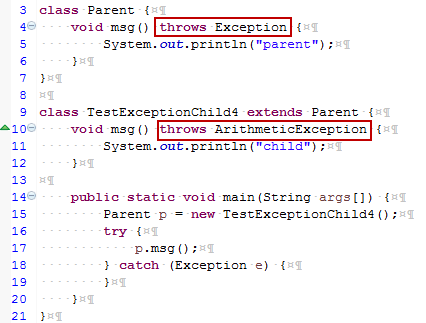 3 class Parent {
4 void msg() throws Exception {
5 System.out.println("parent");
6 }
7 }
8
9 class TestExceptionChild4 extends Parent {
10 void msg() throws ArithmeticException {
11 System.out.println("child");
12 }
13
14 public static void main(String args[]) {
15 Parent p = new TestExceptionChild4();
16 try {
17 p.msg();
18 } catch (Exception e) {
19 }
20 }
21 }